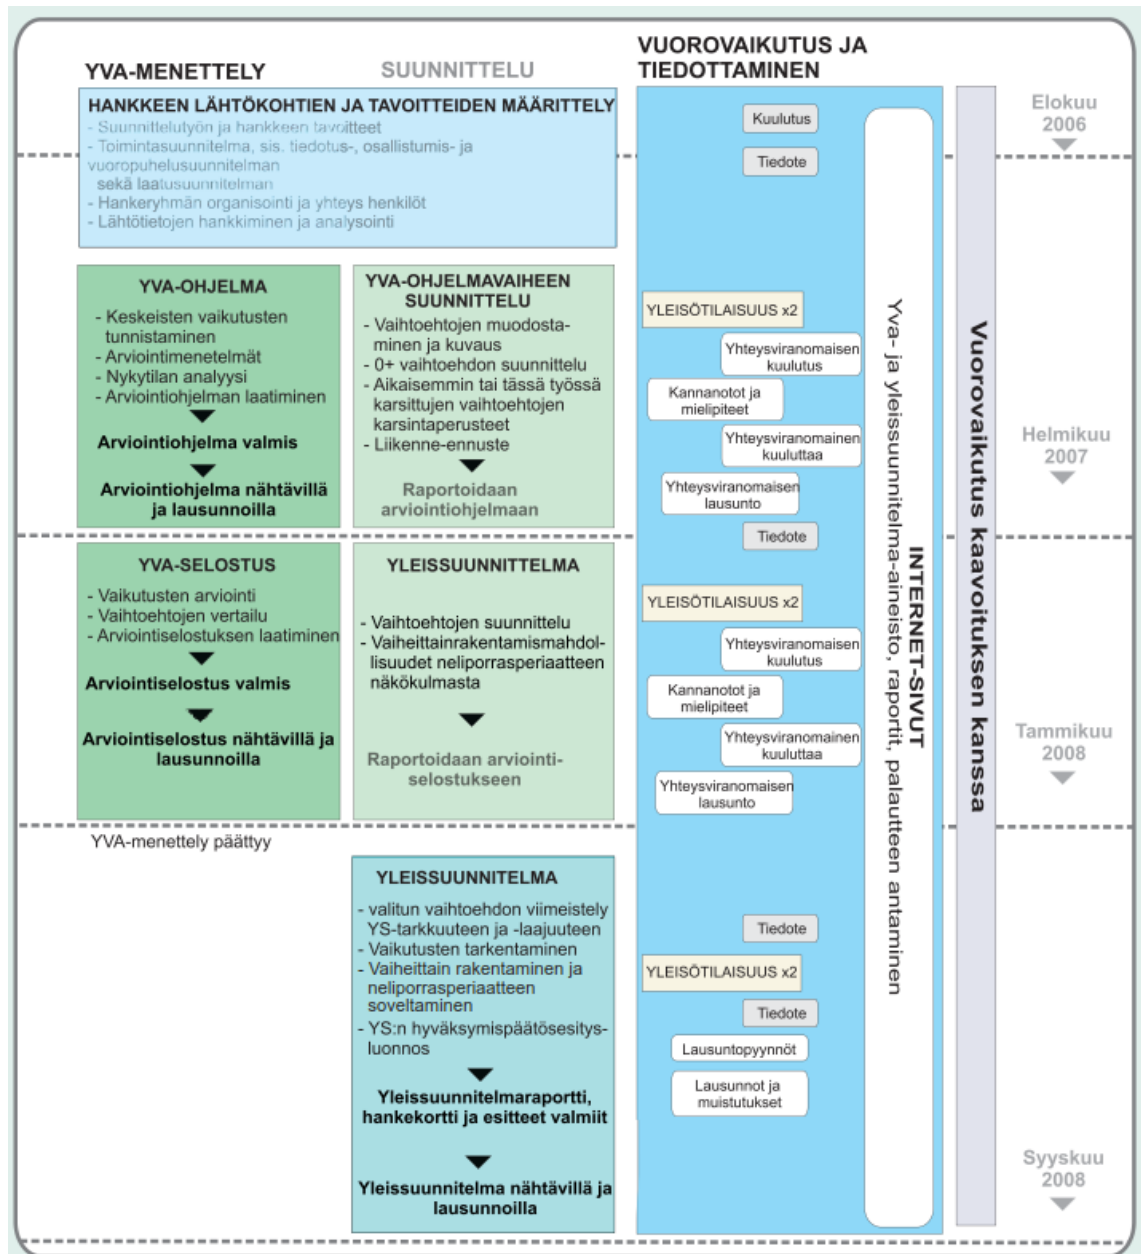 YVA-MENETTELY
SUUNNITTELU
VUOROVAIKUTUS JA
TIEDOTTAMINEN
HANKKEEN LÄHTÖKOHTIEN JA TAVOITTEIDEN MÄÄRITTELY
- Suunnittelutyön ja hankkeen tavoitteet
- Toimintasuunnitelma, sis. tiedotus-, osallistumis- ja
vuoropuhelusuunnitelman
sekä laatusuunnitelman
- Hankeryhmän organisointi ja yhteys henkilöt
- Lähtötietojen hankkiminen ja analysointi
YVA-OHJELMA
- Keskeisten vaikutusten
tunnistaminen
- Arviointimenetelmät
- Nykytilan analyysi
- Arviointiohjelman laatiminen
Arviointiohjelma valmis
Arviointiohjelma nähtävillä
ja lausunnoilla
YVA-OHJELMAVAIHEEN
SUUNNITTELU
- Vaihtoehtojen muodosta-
minen ja kuvaus
- 0+ vaihtoehdon suunnittelu
- Aikaisemmin tai tässä työssä
karsittujen vaihtoehtojen
karsintaperusteet
- Liikenne-ennuste
Raportoidaan
arviointiohjelmaan
YVA-SELOSTUS
- Vaikutusten arviointi
- Vaihtoehtojen vertailu
- Arviointiselostuksen laatiminen
Arviointiselostus valmis
Arviointiselostus nähtävillä ja
lausunnoilla
YLEISSUUNNITTELMA
- Vaihtoehtojen suunnittelu
- Vaiheittainrakentamismahdol-
lisuudet neliporrasperiaatteen
näkökulmasta
Raportoidaan arviointi-
selostukseen
YVA-menettely päättyy
YLEISSUUNNITELMA
- valitun vaihtoehdon viimeistely
YS-tarkkuuteen ja -laajuuteen
- Vaikutusten tarkentaminen
- Vaiheittain rakentaminen ja
neliporrasperiaatteen
soveltaminen
- YS:n hyväksymispäätösesitys-
luonnos
Yleissuunnitelmaraportti,
hankekortti ja esitteet valmiit
Yleissuunnitelma nähtävillä ja
lausunnoilla
Kuulutus
Tiedote
YLEISÖTILAISUUS x2
Yhteysviranomaisen
kuulutus
Kannanotot ja
mielipiteet
Yhteysviranomainen
kuuluttaa
Yhteysviranomaisen
lausunto
Tiedote
YLEISÖTILAISUUS x2
Yhteysviranomaisen
kuulutus
Kannanotot ja
mielipiteet
Yhteysviranomainen
kuuluttaa
Yhteysviranomaisen
lausunto
Tiedote
YLEISÖTILAISUUS x2
Tiedote
Lausuntopyynnöt
Lausunnot ja
muistutukset
INTERNET-SIVUT
Yva- ja yleissuunnitelma-aineisto, raportit, palautteen antaminen
Vuorovaikutus kaavoituksen kanssa
Elokuu
2006
Helmikuu
2007
Tammikuu
2008
Syyskuu
2008